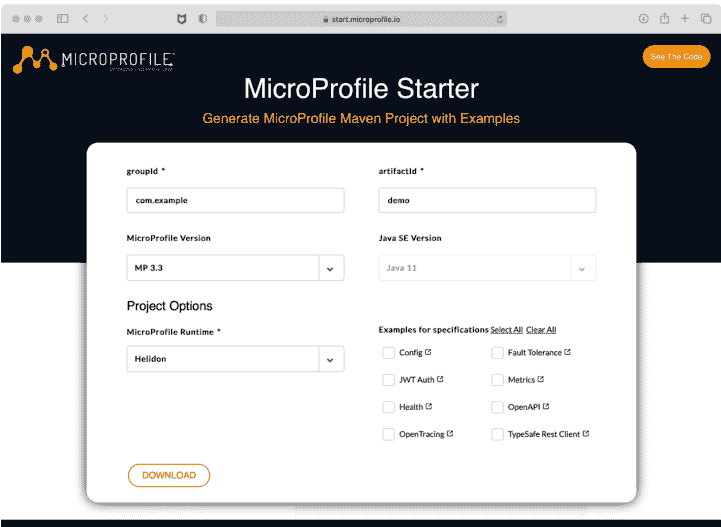 start.microprofile.io
MICROPROFILE
See The Code
MicroProfile Starter
Generate MicroProfile Maven Project with Examples
groupId *
artifactId *
com.example
demo
MicroProfile Version
Java SE Version
MP 3.3
Java 11
Project Options
MicroProfile Runtime *
Examples for specifications Select All Clear All
Helidon
Config
Fault Tolerance
JWT Auth
Metrics
Health
OpenAPI
OpenTracing
TypeSafe Rest Client
DOWNLOAD